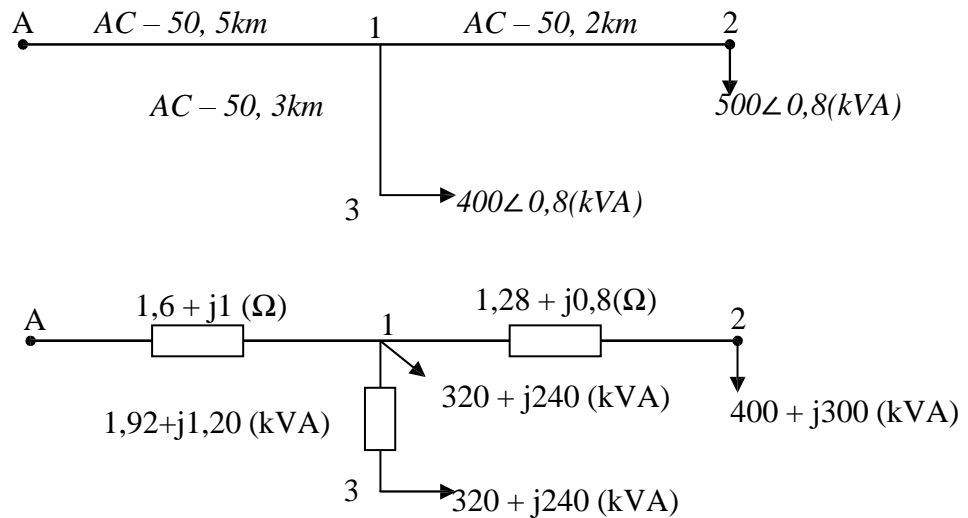 A AC – 50, 5km 1 AC – 50, 2km 2
AC – 50, 3km 500∠0,8(kVA)
3 400∠0,8(kVA)
A 1,6 + j1 (Ω) 1 1,28 + j0,8(Ω) 2
1,92+j1,20 (kVA) 320 + j240 (kVA) 400 + j300 (kVA)
3 320 + j240 (kVA)